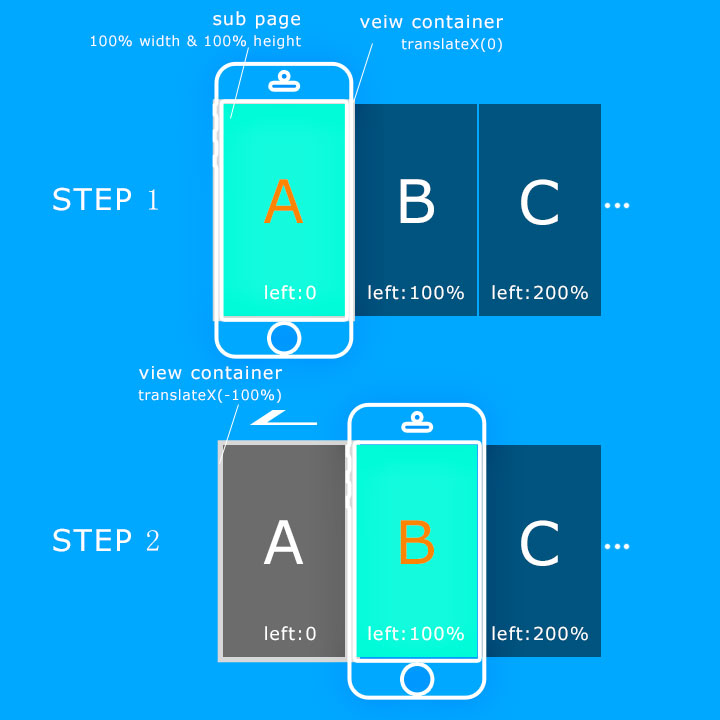 sub page
100% width & 100% height
veiw container
translateX(0)
STEP 1
A
B
C
...
left:0
left:100%
left:200%
view container
translateX(-100%)
STEP 2
A
B
C
...
left:0
left:100%
left:200%